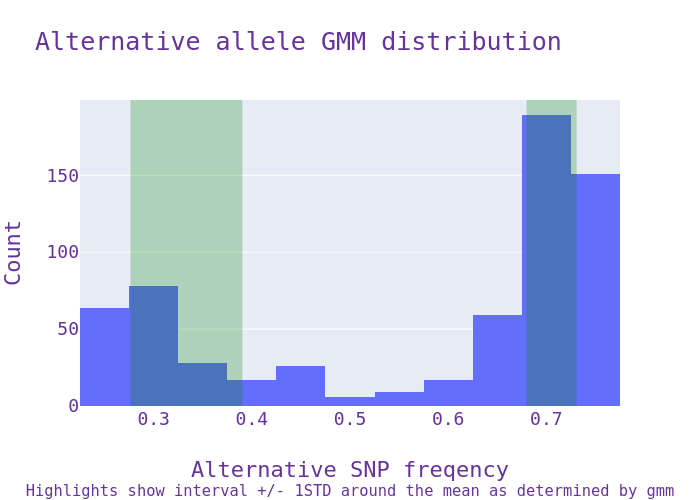 Alternative allele GMM distribution
Count
150
100
50
0
0.3 0.4 0.5 0.6 0.7
Alternative SNP freqency
Highlights show interval +/- 1STD around the mean as determined by gmm